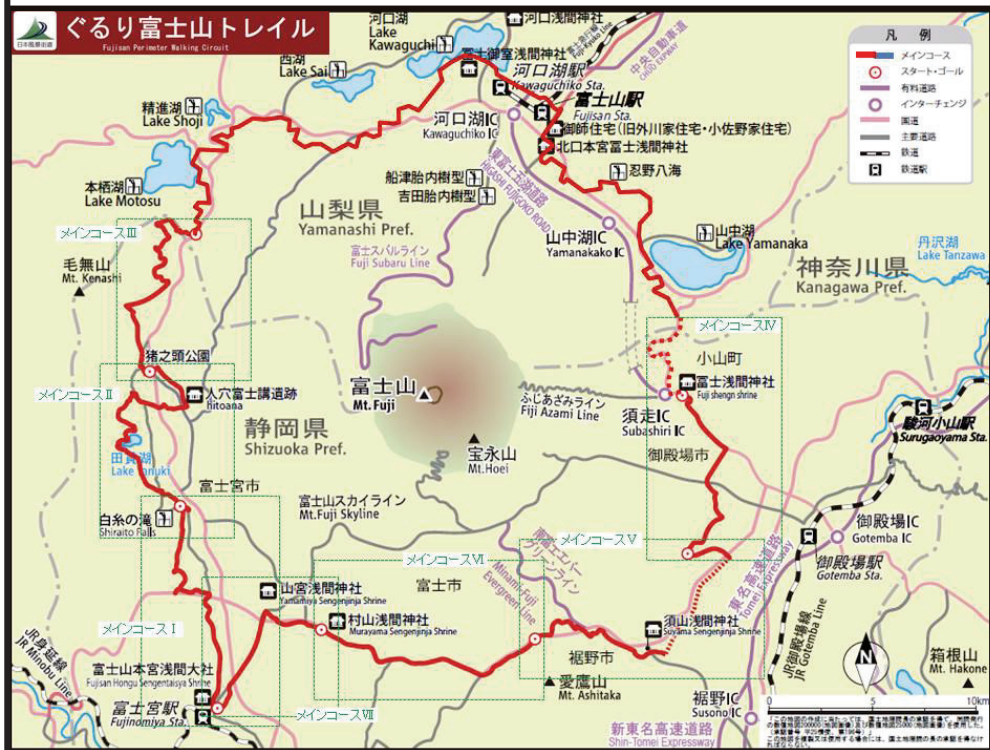 日本風景街道
ぐるり富士山トレイル
Fujisan Perimeter Walking Circuit
凡 例
メインコース
スタート・ゴール
有料道路
インターチェンジ
国道
主要道路
鉄道
鉄道駅
河口湖
Lake Kawaguchi
河口浅間神社
富士急行線
Fuji-Kyuko Line
中央自動車道
CHUO EXPWAY
西湖
Lake Sai
冨士御室浅間神社
河口湖駅
Kawaguchiko Sta.
富士山駅
Fujisan Sta.
精進湖
Lake Shoji
河口湖IC
Kawaguchiko IC
御師住宅(旧外川家住宅・小佐野家住宅)
北口本宮富士浅間神社
本栖湖
Lake Motosu
船津胎内樹型
吉田胎内樹型
東富士五湖道路
HIGASHI FUJIGOKO ROAD
忍野八海
山梨県
Yamanashi Pref.
メインコースⅢ
富士スバルライン
Fuji Subaru Line
山中湖IC
Yamanakako IC
山中湖
Lake Yamanaka
丹沢湖
Lake Tanzawa
神奈川県
Kanagawa Pref.
毛無山
Mt. Kenashi
メインコースⅣ
小山町
猪之頭公園
メインコースⅡ
人穴富士講遺跡
hitoana
富士山
Mt.Fuji
ふじあざみライン
Fiji Azami Line
冨士浅間神社
Fuji shengn shrine
須走IC
Subashiri IC
駿河小山駅
Surugaoyama Sta.
静岡県
Shizuoka Pref.
宝永山
Mt.Hoei
御殿場市
田貫湖
Lake Tonuki
富士宮市
白糸の滝
Shiraito Falls
富士山スカイライン
Mt.Fuji Skyline
御殿場IC
Gotemba IC
御殿場駅
Gotemba Sta.
メインコースⅤ
メインコースⅥ
富士市
Minami Fuji Evergreen Line
東名高速道路
Tomei Expressway
山宮浅間神社
Yamamiya Sengenjinja Shrine
村山浅間神社
Murayama Sengenjinja Shrine
須山浅間神社
Suyama Sengenjinja Shrine
メインコースⅠ
JR身延線
JR Minobu Line
富士山本宮浅間大社
Fujisan Hongu Sengentaisya Shrine
富士宮駅
Fujinomiya Sta.
メインコースⅦ
裾野市
愛鷹山
Mt. Ashitaka
裾野IC
Susono IC
新東名高速道路
Shin-Tomei Expressway
JR御殿場線
JR Gotemba Line
箱根山
Mt. Hakone
N
0 5 10km